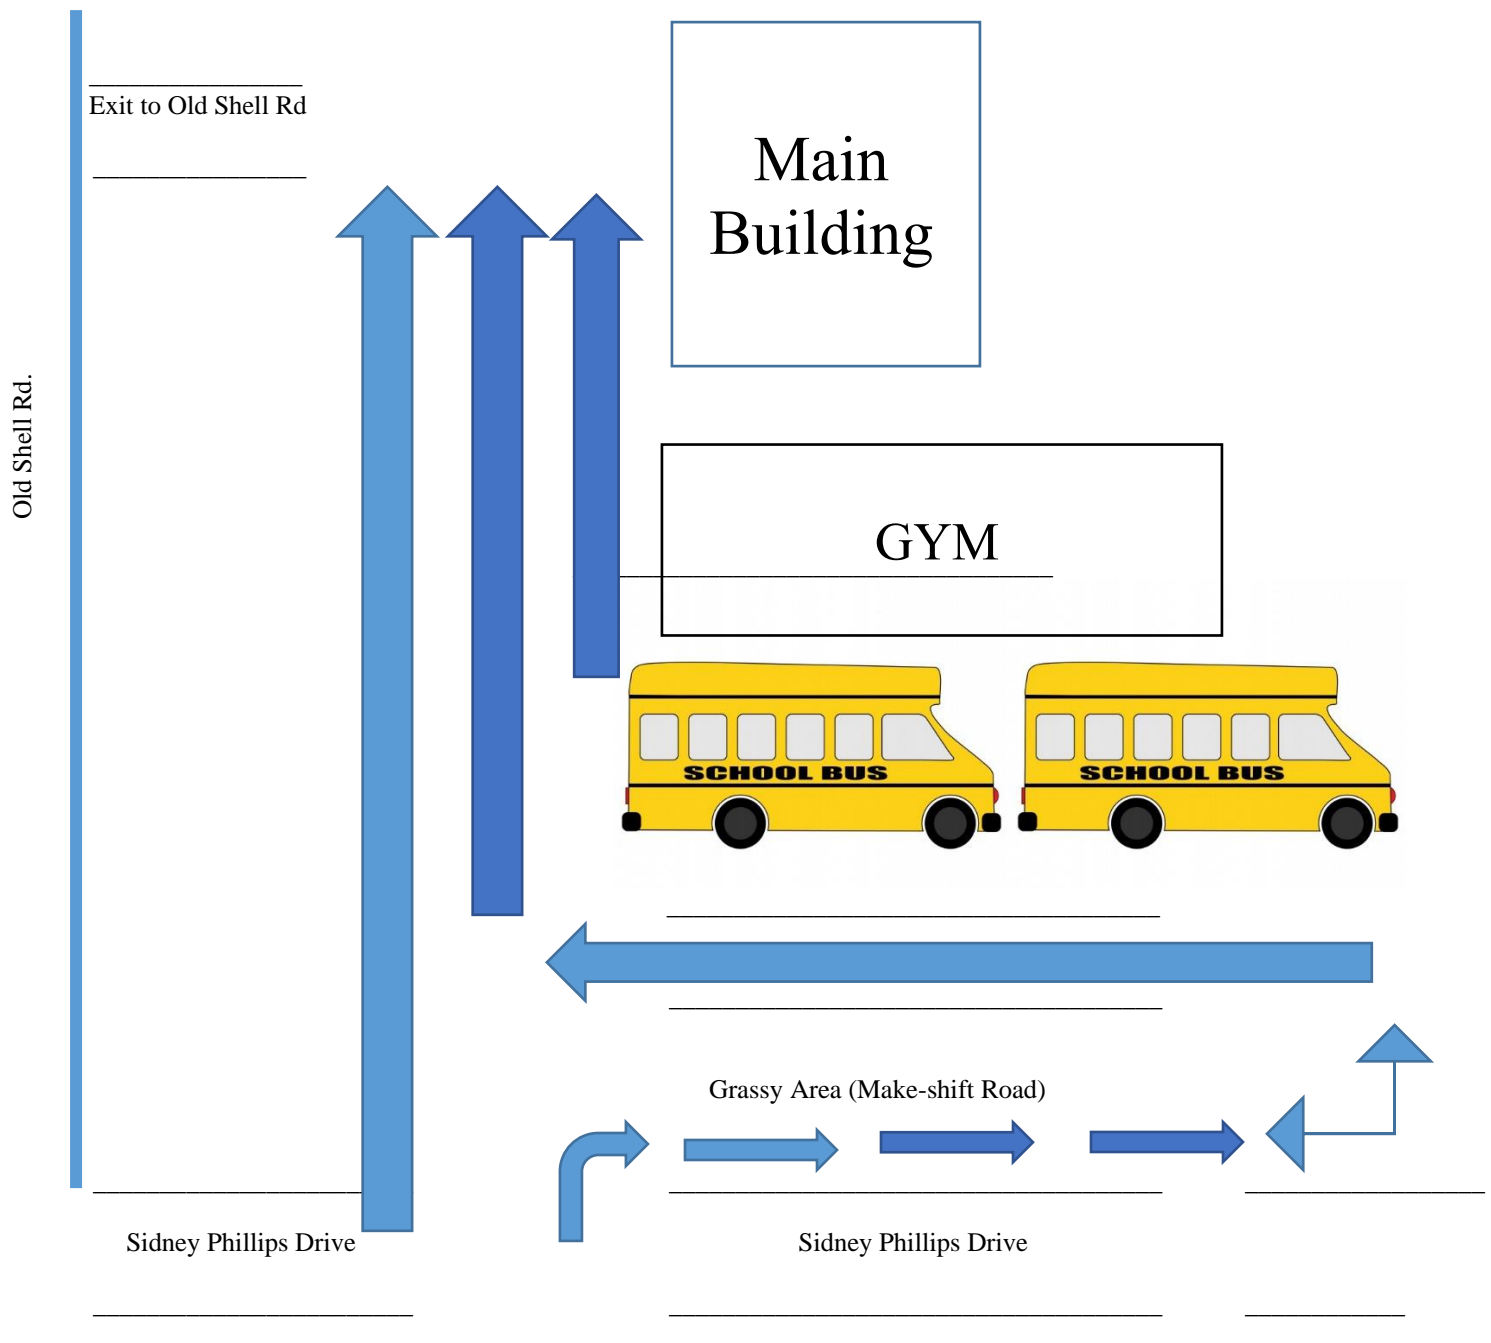 Exit to Old Shell Rd
Main
Building
Old Shell Rd.
GYM
SCHOOL BUS
SCHOOL BUS
Grassy Area (Make-shift Road)
Sidney Phillips Drive
Sidney Phillips Drive